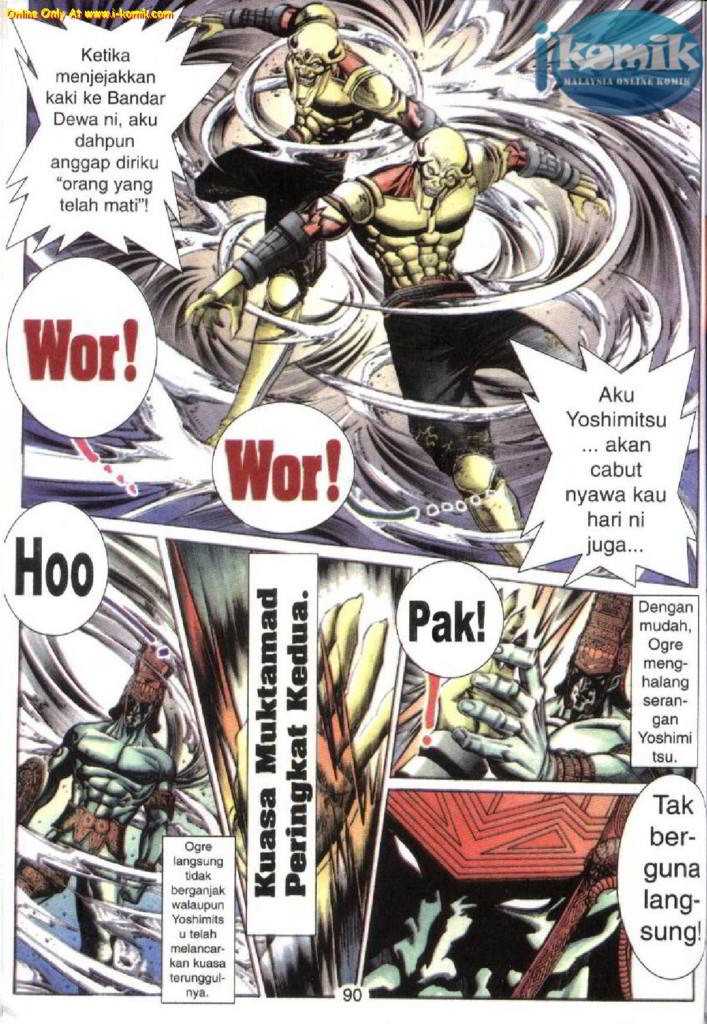 Online Only At www.i-komik.com
ikomik
MALAYSIA ONLINE KOMIK
Ketika
menjejakkan
kaki ke Bandar
Dewa ni, aku
dahpun
anggap diriku
“orang yang
telah mati”!
Wor!
Wor!
Aku
Yoshimitsu
... akan
cabut
nyawa kau
hari ni
juga...
Hoo
Kuasa Muktamad
Peringkat Kedua.
Pak!
Dengan
mudah,
Ogre
meng-
halang
seran-
gan
Yoshimi
tsu.
Ogre
langsung
tidak
berganjak
walaupun
Yoshimits
u telah
melancar-
kan kuasa
terunggul-
nya.
Tak
ber-
guna
lang-
sung!
90